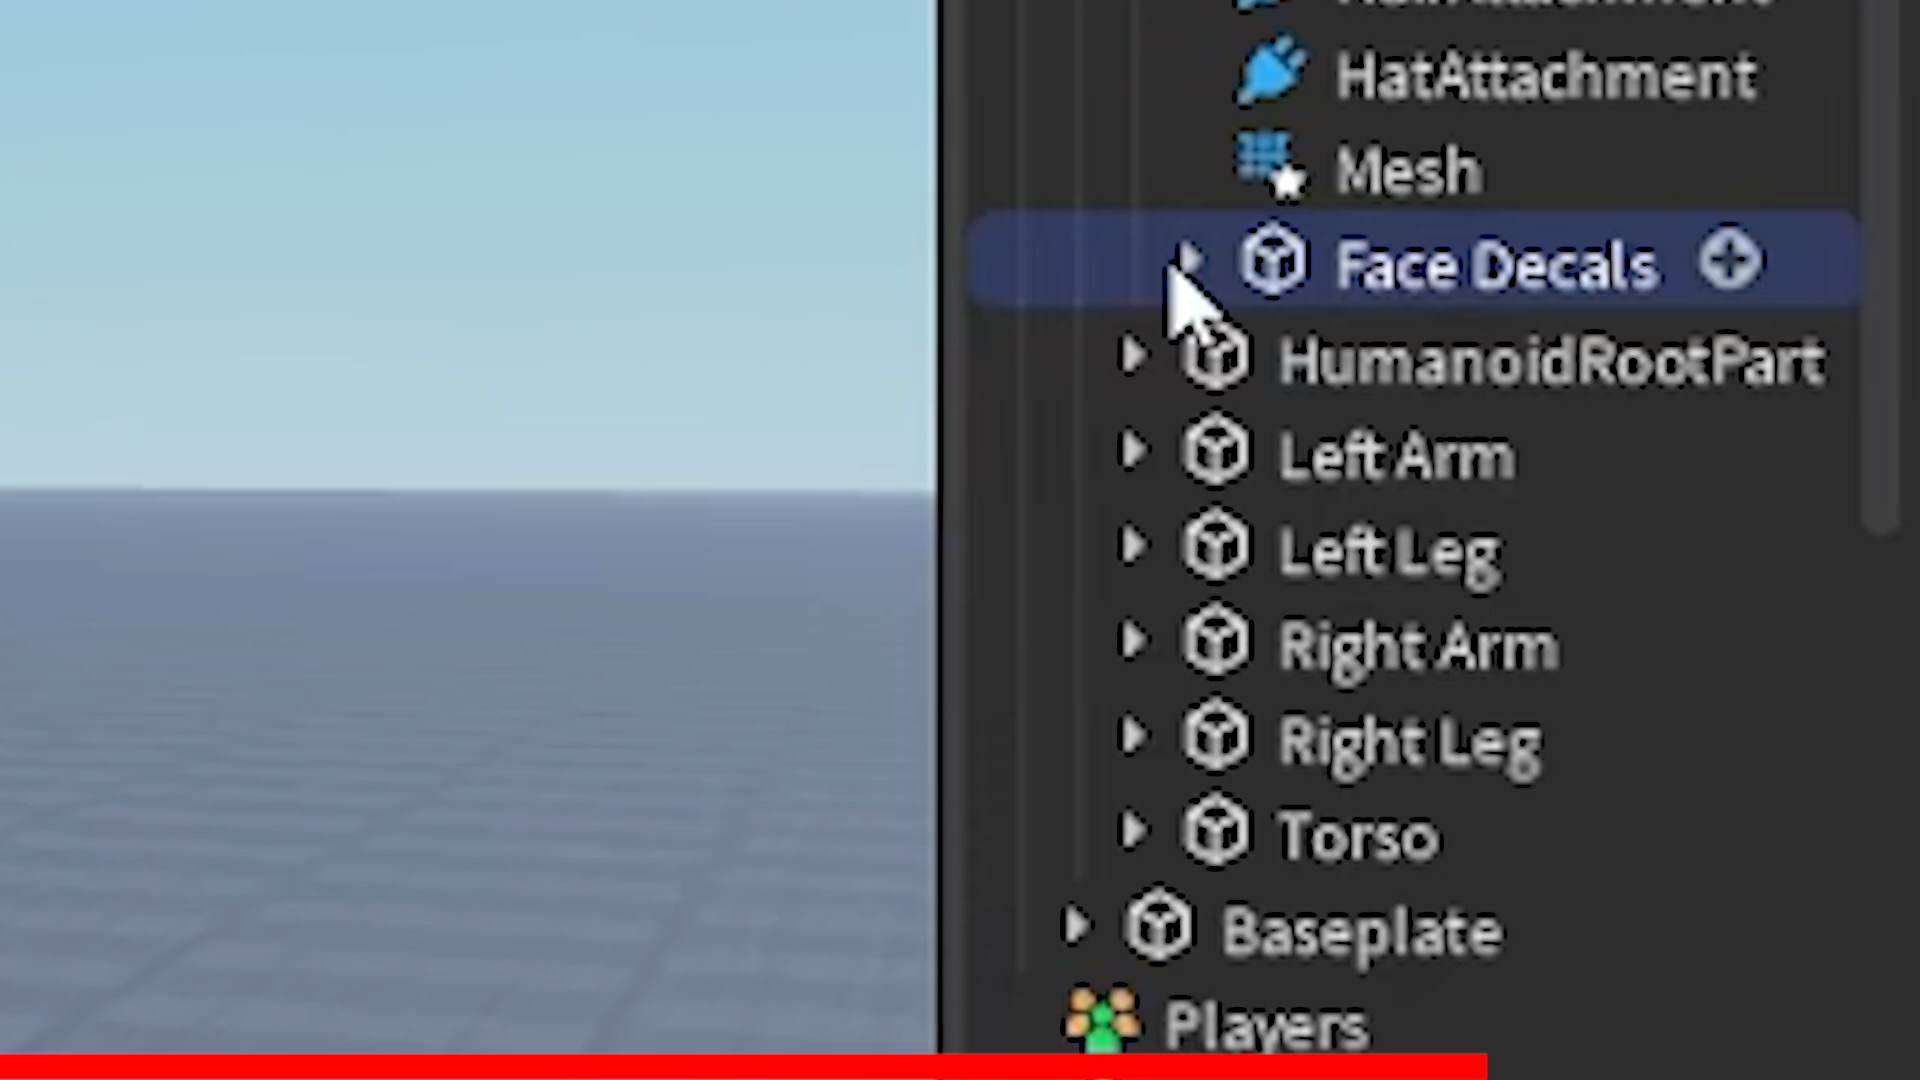 HatAttachment
Mesh
Face Decals
HumanoidRootPart
Left Arm
Left Leg
Right Arm
Right Leg
Torso
Baseplate
Players